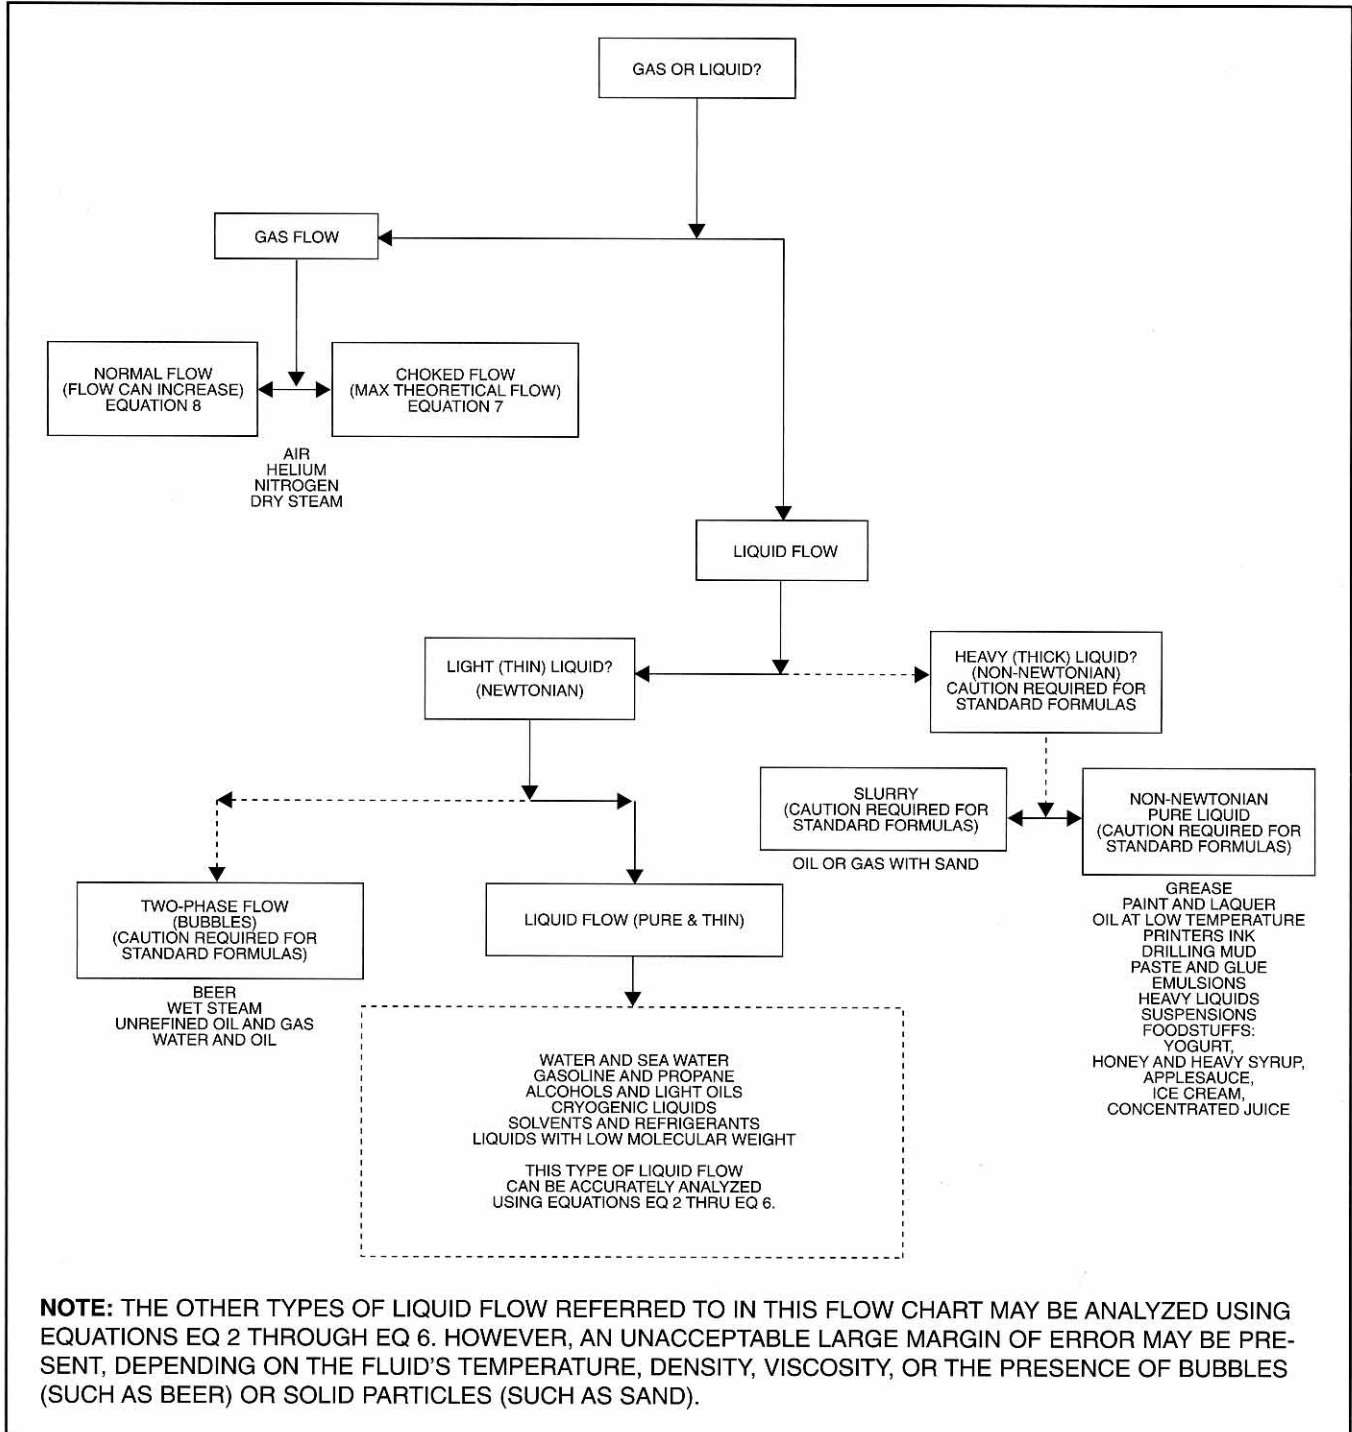 GAS OR LIQUID?
GAS FLOW
NORMAL FLOW
(FLOW CAN INCREASE)
EQUATION 8
CHOKED FLOW
(MAX THEORETICAL FLOW)
EQUATION 7
AIR
HELIUM
NITROGEN
DRY STEAM
LIQUID FLOW
LIGHT (THIN) LIQUID?
(NEWTONIAN)
HEAVY (THICK) LIQUID?
(NON-NEWTONIAN)
CAUTION REQUIRED FOR
STANDARD FORMULAS
SLURRY
(CAUTION REQUIRED FOR
STANDARD FORMULAS)
OIL OR GAS WITH SAND
NON-NEWTONIAN
PURE LIQUID
(CAUTION REQUIRED FOR
STANDARD FORMULAS)
GREASE
PAINT AND LAQUER
OIL AT LOW TEMPERATURE
PRINTERS INK
DRILLING MUD
PASTE AND GLUE
EMULSIONS
HEAVY LIQUIDS
SUSPENSIONS
FOODSTUFFS:
YOGURT,
HONEY AND HEAVY SYRUP,
APPLESAUCE,
ICE CREAM,
CONCENTRATED JUICE
TWO-PHASE FLOW
(BUBBLES)
(CAUTION REQUIRED FOR
STANDARD FORMULAS)
BEER
WET STEAM
UNREFINED OIL AND GAS
WATER AND OIL
LIQUID FLOW (PURE & THIN)
WATER AND SEA WATER
GASOLINE AND PROPANE
ALCOHOLS AND LIGHT OILS
CRYOGENIC LIQUIDS
SOLVENTS AND REFRIGERANTS
LIQUIDS WITH LOW MOLECULAR WEIGHT
THIS TYPE OF LIQUID FLOW
CAN BE ACCURATELY ANALYZED
USING EQUATIONS EQ 2 THRU EQ 6.
NOTE: THE OTHER TYPES OF LIQUID FLOW REFERRED TO IN THIS FLOW CHART MAY BE ANALYZED USING
EQUATIONS EQ 2 THROUGH EQ 6. HOWEVER, AN UNACCEPTABLE LARGE MARGIN OF ERROR MAY BE PRE-
SENT, DEPENDING ON THE FLUID'S TEMPERATURE, DENSITY, VISCOSITY, OR THE PRESENCE OF BUBBLES
(SUCH AS BEER) OR SOLID PARTICLES (SUCH AS SAND).